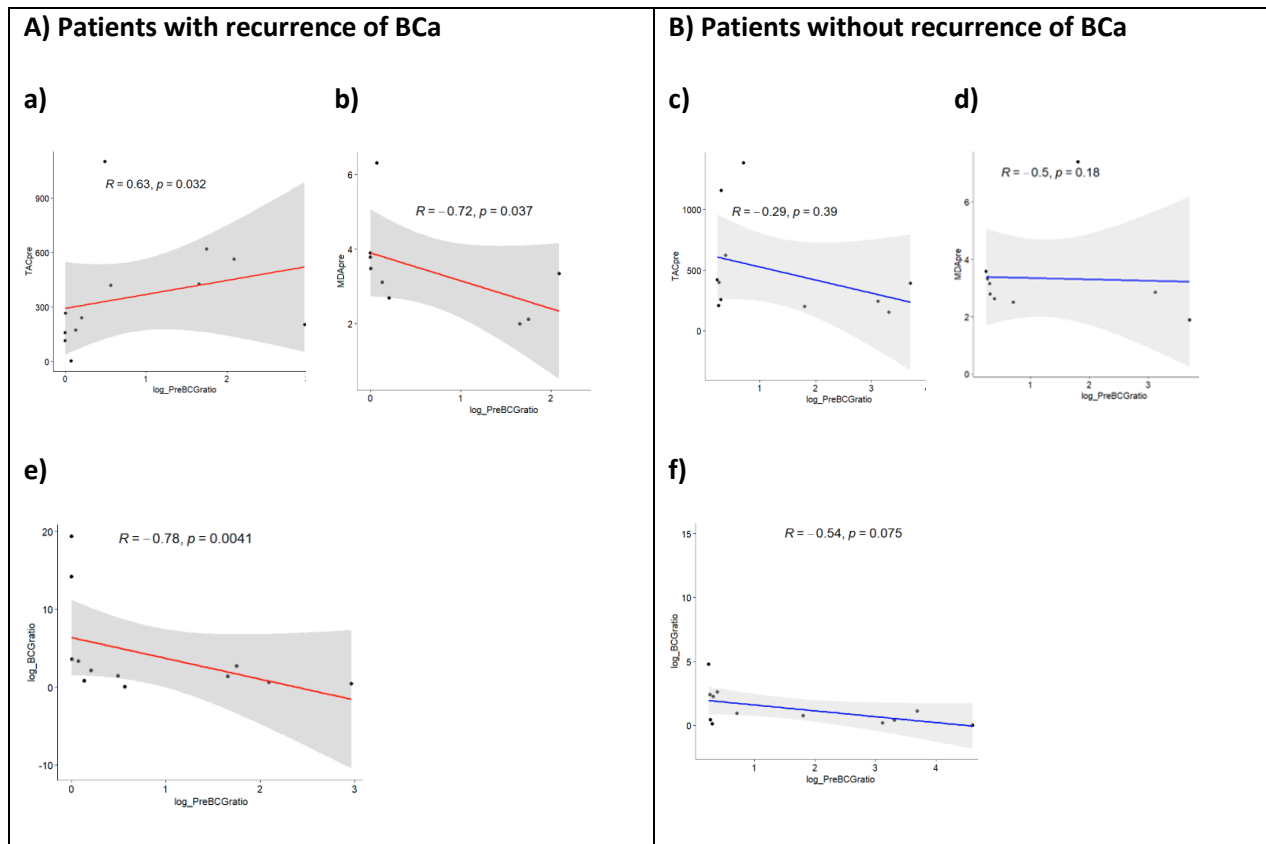 A) Patients with recurrence of BCa
B) Patients without recurrence of BCa
a)
b)
c)
d)
R = 0.63, p = 0.032
900
600
300
0
TACpre
0
1
2
3
log_PreBCGratio
R = −0.72, p = 0.037
6
4
2
MDApre
0
1
2
log_PreBCGratio
R = −0.29, p = 0.39
1000
500
0
TACpre
1
2
3
log_PreBCGratio
R = −0.5, p = 0.18
6
4
2
0
MDApre
1
2
3
log_PreBCGratio
e)
f)
R = −0.78, p = 0.0041
20
10
0
-10
log_BCGratio
0
1
2
3
log_PreBCGratio
R = −0.54, p = 0.075
15
10
5
0
log_BCGratio
1
2
3
4
log_PreBCGratio